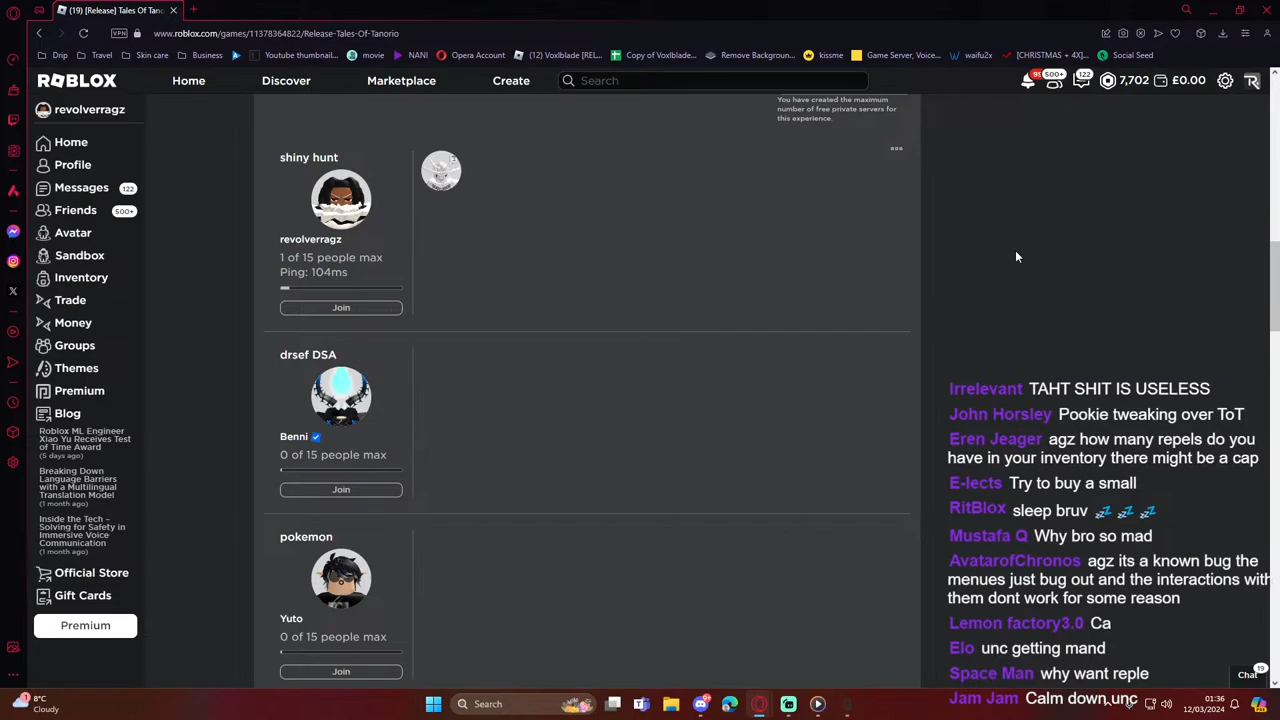 (19) [Release] Tales Of Tano
www.roblox.com/games/11378364822/Release-Tales-Of-Tanorio
VPN
Drip
Travel
Skin care
Business
Youtube thumbnail...
movie
NANI
Opera Account
(12) Voxblade [REL...
Copy of Voxblade...
Remove Backgroun...
kissme
Game Server, Voice...
waifu2x
[CHRISTMAS + 4X]...
Social Seed
ROBLOX
Home
Discover
Marketplace
Create
Search
500+
122
7,702
£0.00
revolverragz
Home
Profile
Messages 122
Friends 500+
Avatar
Sandbox
Inventory
Trade
Money
Groups
Themes
Premium
Blog
Roblox ML Engineer
Xiao Yu Receives Test
of Time Award
(5 days ago)
Breaking Down
Language Barriers
with a Multilingual
Translation Model
(1 month ago)
Inside the Tech –
Solving for Safety in
Immersive Voice
Communication
(1 month ago)
Official Store
Gift Cards
Premium
You have created the maximum
number of free private servers for
this experience.
shiny hunt
revolverragz
1 of 15 people max
Ping: 104ms
Join
drsef DSA
Benni
0 of 15 people max
Join
pokemon
Yuto
0 of 15 people max
Join
Irrelevant TAHT SHIT IS USELESS
John Horsley Pookie tweaking over ToT
Eren Jeager agz how many repels do you
have in your inventory there might be a cap
E-lects Try to buy a small
RitBlox sleep bruv 💤 💤 💤
Mustafa Q Why bro so mad
AvatarofChronos agz its a known bug the
menues just bug out and the interactions with
them dont work for some reason
Lemon factory3.0 Ca
Elo unc getting mand
Space Man why want reple
Jam Jam Calm down unc
Chat 19
8°C
Cloudy
Search
01:36
12/03/2024